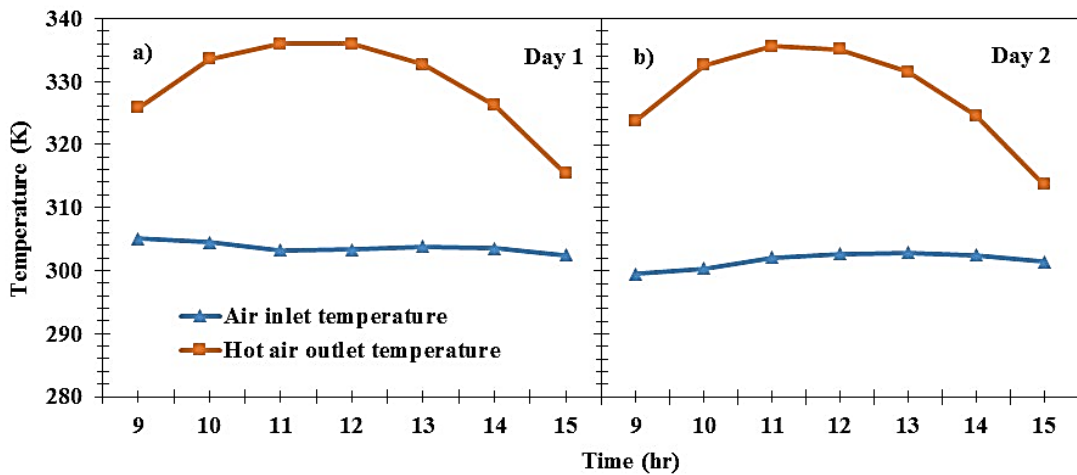 Temperature (K)
340
330
320
310
300
290
280
a)
Day 1
b)
Day 2
Air inlet temperature
Hot air outlet temperature
9 10 11 12 13 14 15 9 10 11 12 13 14 15
Time (hr)